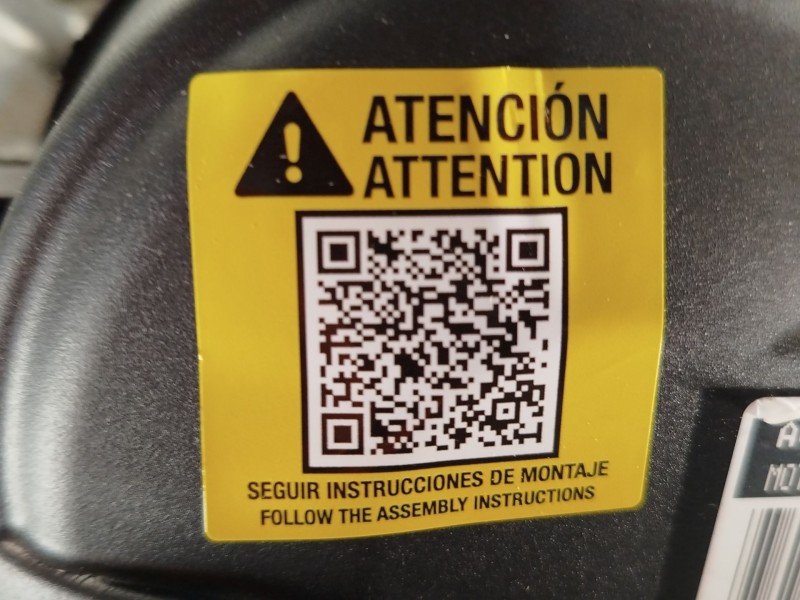 ATENCIÓN
ATTENTION
SEGUIR INSTRUCCIONES DE MONTAJE
FOLLOW THE ASSEMBLY INSTRUCTIONS